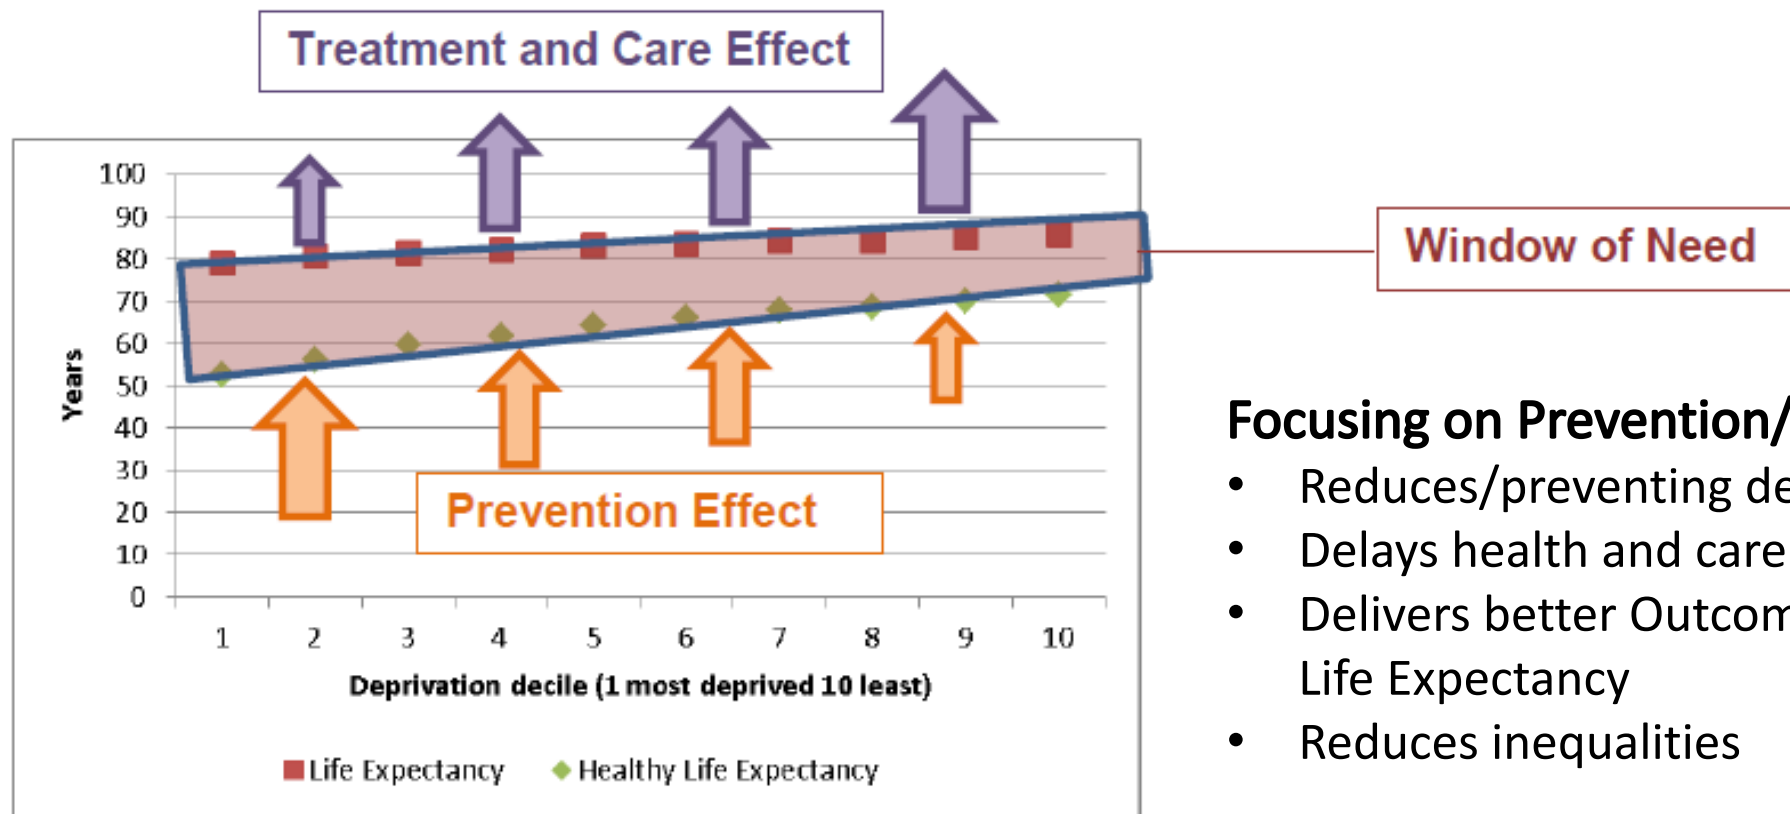 Treatment and Care Effect
100
90
80
70
60
50
40
30
20
10
0
Years
Window of Need
Prevention Effect
1 2 3 4 5 6 7 8 9 10
Deprivation decile (1 most deprived 10 least)
Life Expectancy Healthy Life Expectancy
Focusing on Prevention/
• Reduces/preventing
• Delays health and care
• Delivers better
Life Expectancy
• Reduces inequalities